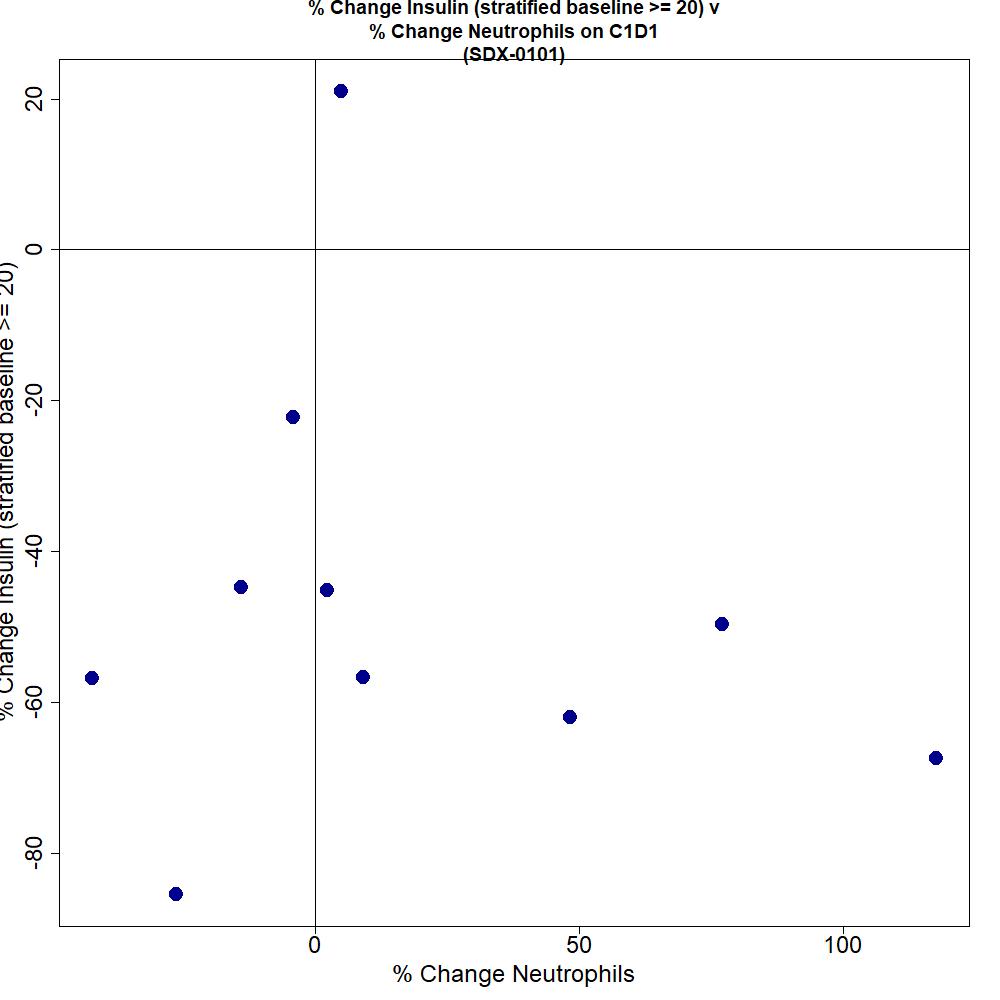 % Change Insulin (stratified baseline >= 20) v
% Change Neutrophils on C1D1
(SDX-0101)
% Change Insulin (stratified baseline >= 20)
20
0
-20
-40
-60
-80
0
50
100
% Change Neutrophils